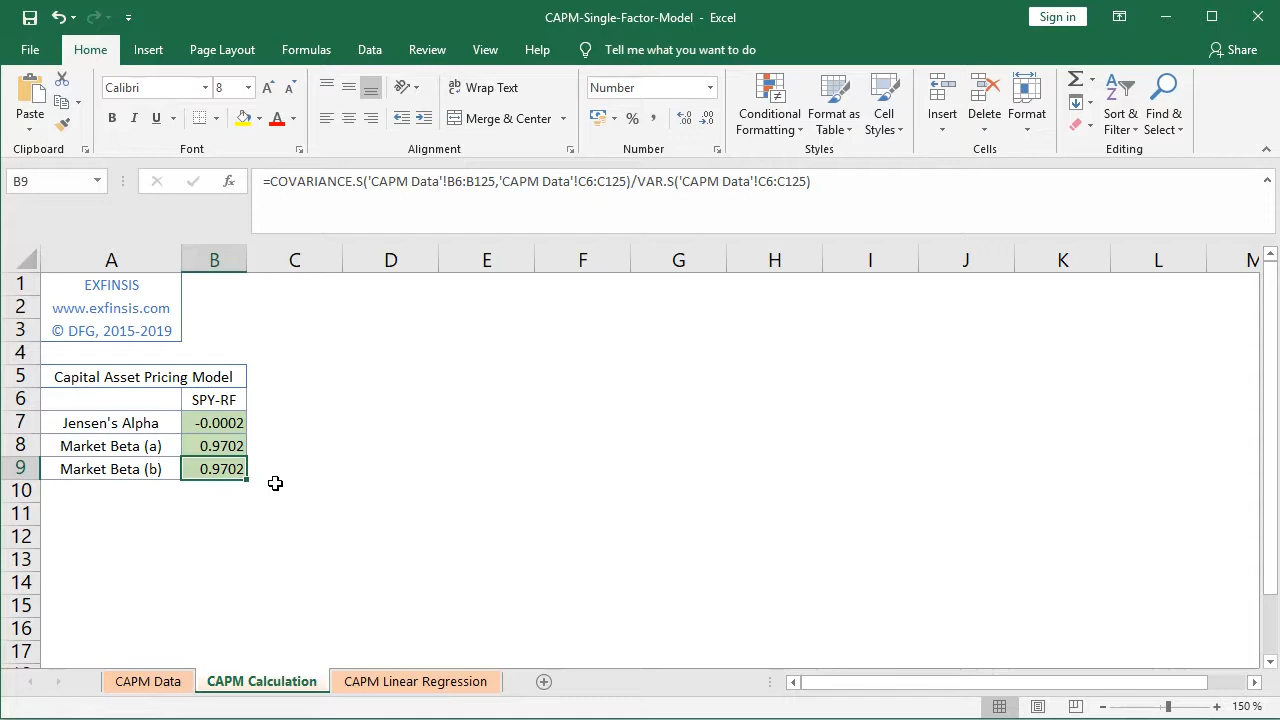 CAPM-Single-Factor-Model - Excel
Sign in
File Home Insert Page Layout Formulas Data Review View Help Tell me what you want to do Share
Calibri 8 Wrap Text Number
Paste Conditional Formatting Format as Table Cell Styles Insert Delete Format Sort & Filter Find & Select
B I U A Merge & Center % ,
Clipboard Font Alignment Number Styles Cells Editing
B9 fx =COVARIANCE.S('CAPM Data'!B6:B125,'CAPM Data'!C6:C125)/VAR.S('CAPM Data'!C6:C125)
A B C D E F G H I J K L M
1 EXFINSIS
2 www.exfinsis.com
3 © DFG, 2015-2019
4
5 Capital Asset Pricing Model
6 SPY-RF
7 Jensen's Alpha -0.0002
8 Market Beta (a) 0.9702
9 Market Beta (b) 0.9702
10
11
12
13
14
15
16
17
CAPM Data CAPM Calculation CAPM Linear Regression
150 %